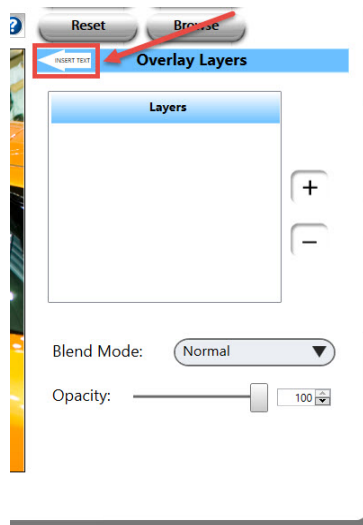 ?
Reset Browse
INSERT TEXT Overlay Layers
Layers
+
−
Blend Mode: Normal
Opacity: 100